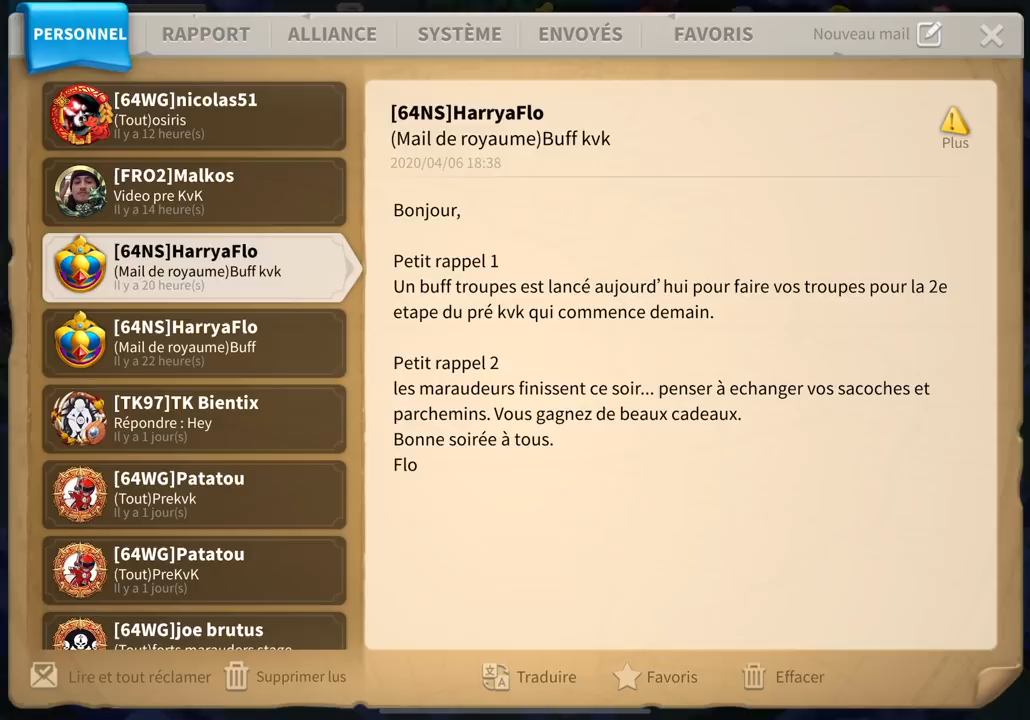 PERSONNEL
RAPPORT
ALLIANCE
SYSTÈME
ENVOYÉS
FAVORIS
Nouveau mail
[64WG]nicolas51
(Tout)osiris
Il y a 12 heure(s)
[FRO2]Malkos
Video pre KvK
Il y a 14 heure(s)
[64NS]HarryaFlo
(Mail de royaume)Buff kvk
Il y a 20 heure(s)
[64NS]HarryaFlo
(Mail de royaume)Buff
Il y a 22 heure(s)
[TK97]TK Bientix
Répondre : Hey
Il y a 1 jour(s)
[64WG]Patatou
(Tout)Prekvk
Il y a 1 jour(s)
[64WG]Patatou
(Tout)PreKvK
Il y a 1 jour(s)
[64WG]joe brutus
(Tout)forts marauders stage
[64NS]HarryaFlo
(Mail de royaume)Buff kvk
2020/04/06 18:38
Plus
Bonjour,
Petit rappel 1
Un buff troupes est lancé aujourd'hui pour faire vos troupes pour la 2e
etape du pré kvk qui commence demain.
Petit rappel 2
les maraudeurs finissent ce soir... penser à echanger vos sacoches et
parchemins. Vous gagnez de beaux cadeaux.
Bonne soirée à tous.
Flo
Lire et tout réclamer
Supprimer lus
Traduire
Favoris
Effacer